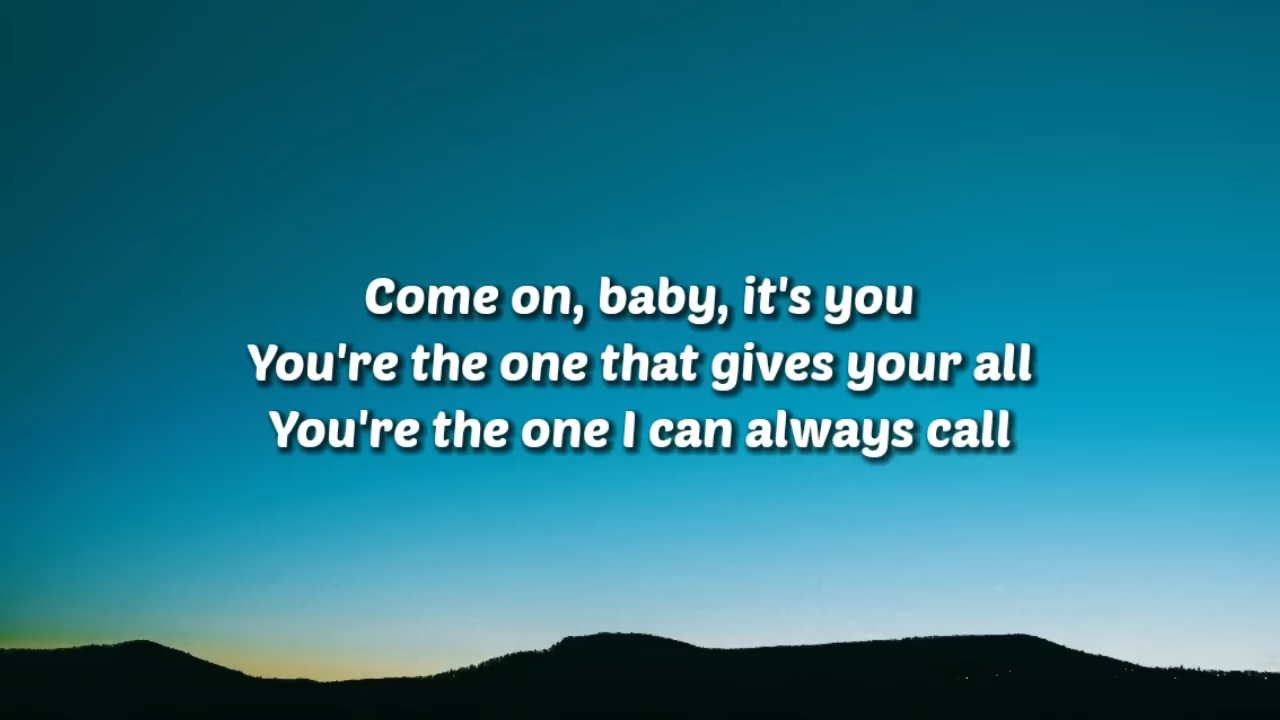 Come on, baby, it's you
You're the one that gives your all
You're the one I can always call